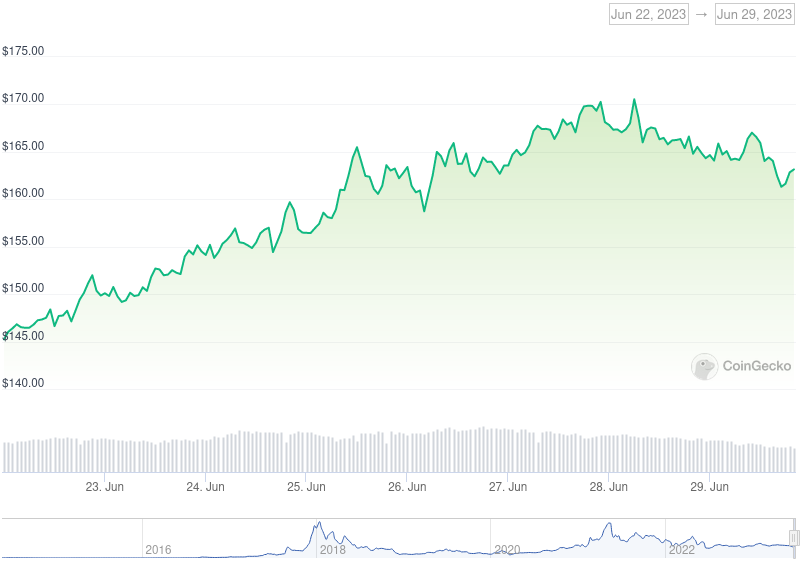 Jun 22, 2023 → Jun 29, 2023
$175.00
$170.00
$165.00
$160.00
$155.00
$150.00
$145.00
CoinGecko
$140.00
23. Jun 24. Jun 25. Jun 26. Jun 27. Jun 28. Jun 29. Jun
2016 2018 2020 2022